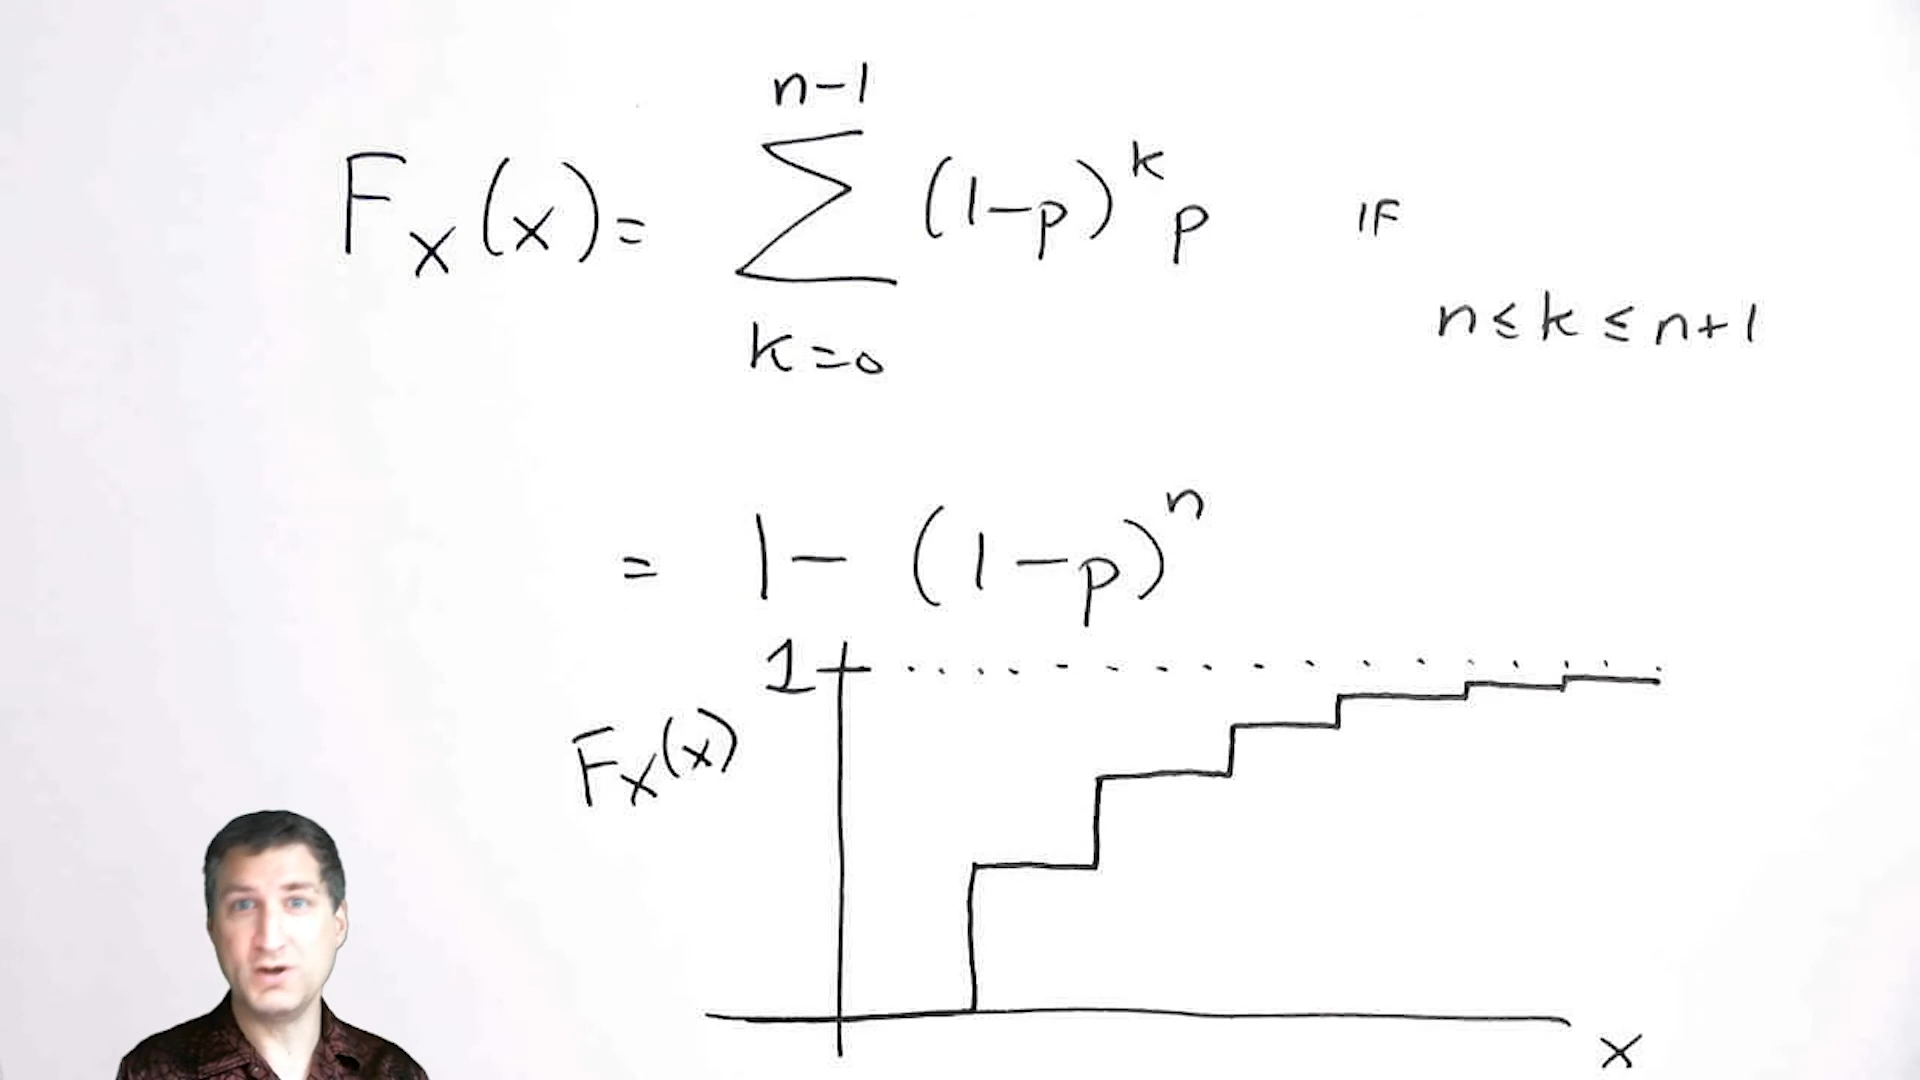 n-1
F_X(x) = ∑ (1-p)^k p IF
k=0
n ≤ k ≤ n+1
= 1 - (1-p)^n
1
F_X(x)
x